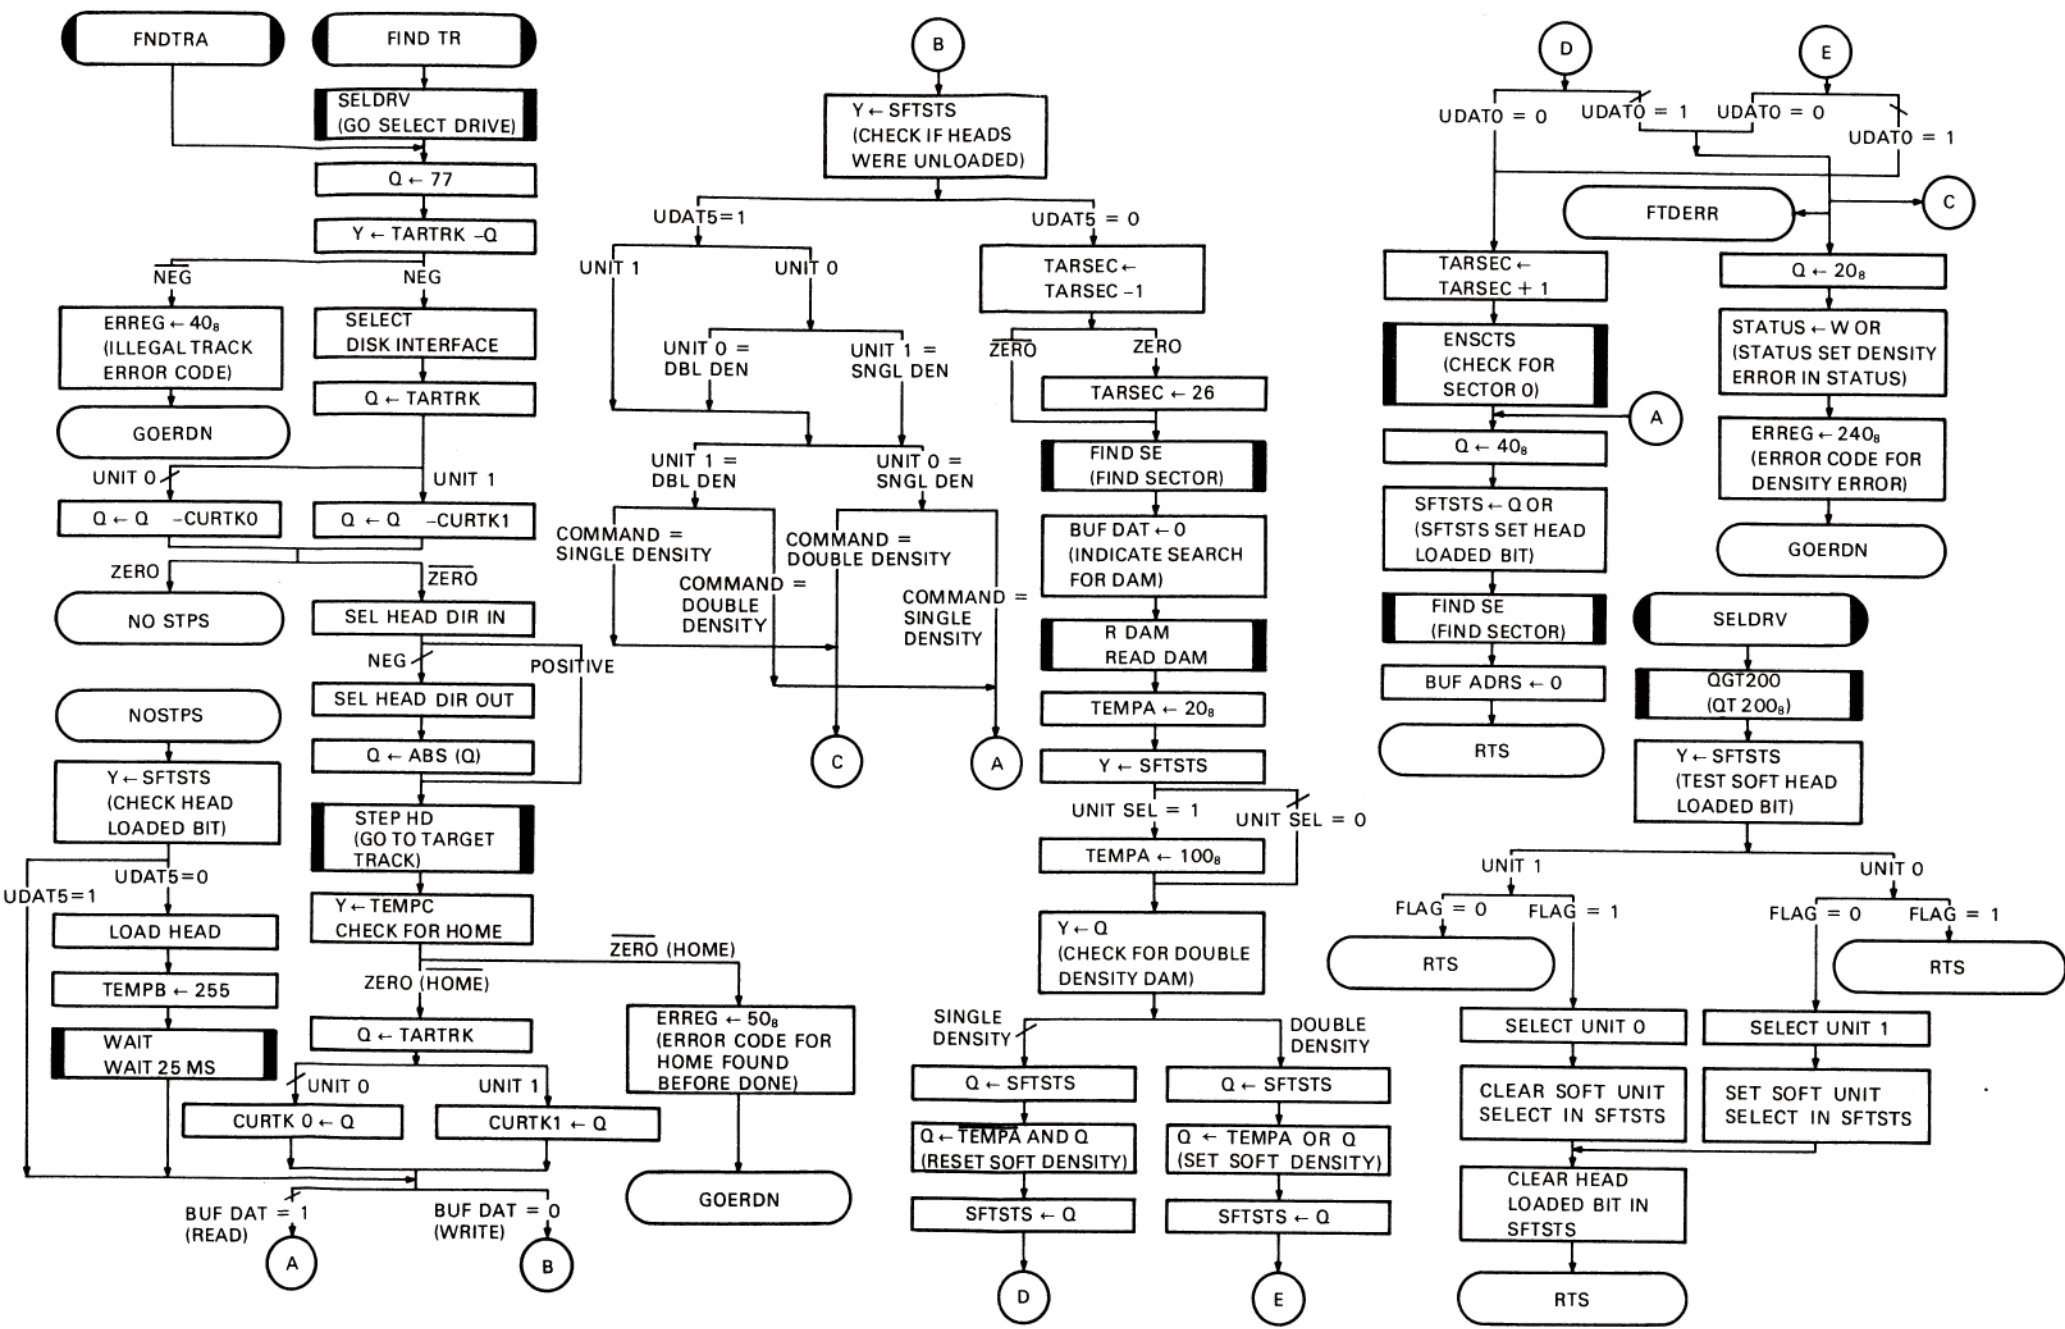 FNDTRA
FIND TR
SELDRV
(GO SELECT DRIVE)
Q ← 77
Y ← TARTRK –Q
N̅E̅G̅
NEG
ERREG ← 40₈
(ILLEGAL TRACK
ERROR CODE)
GOERDN
SELECT
DISK INTERFACE
Q ← TARTRK
UNIT 0
UNIT 1
Q ← Q –CURTK0
Q ← Q –CURTK1
ZERO
Z̅E̅R̅O̅
NO STPS
SEL HEAD DIR IN
NEG
POSITIVE
SEL HEAD DIR OUT
Q ← ABS (Q)
STEP HD
(GO TO TARGET
TRACK)
Y ← TEMPC
CHECK FOR HOME
Z̅E̅R̅O̅ (HOME)
ZERO (H̅O̅M̅E̅)
Q ← TARTRK
UNIT 0
UNIT 1
CURTK 0 ← Q
CURTK1 ← Q
ERREG ← 50₈
(ERROR CODE FOR
HOME FOUND
BEFORE DONE)
GOERDN
NOSTPS
Y ← SFTSTS
(CHECK HEAD
LOADED BIT)
UDAT5=0
UDAT5=1
LOAD HEAD
TEMPB ← 255
WAIT
WAIT 25 MS
BUF DAT = 1
(READ)
BUF DAT = 0
(WRITE)
A
B
B
Y ← SFTSTS
(CHECK IF HEADS
WERE UNLOADED)
UDAT5=1
UDAT5 = 0
UNIT 1
UNIT 0
UNIT 0 =
DBL DEN
UNIT 1 =
SNGL DEN
UNIT 1 =
DBL DEN
UNIT 0 =
SNGL DEN
COMMAND =
SINGLE DENSITY
COMMAND =
DOUBLE
DENSITY
COMMAND =
DOUBLE DENSITY
COMMAND =
SINGLE
DENSITY
C
A
TARSEC ←
TARSEC –1
Z̅E̅R̅O̅
ZERO
TARSEC ← 26
FIND SE
(FIND SECTOR)
BUF DAT ← 0
(INDICATE SEARCH
FOR DAM)
R DAM
READ DAM
TEMPA ← 20₈
Y ← SFTSTS
UNIT SEL = 1
UNIT SEL = 0
TEMPA ← 100₈
Y ← Q
(CHECK FOR DOUBLE
DENSITY DAM)
SINGLE
DENSITY
DOUBLE
DENSITY
Q ← SFTSTS
Q ← T̅E̅M̅P̅A̅ AND Q
(RESET SOFT DENSITY)
SFTSTS ← Q
D
Q ← SFTSTS
Q ← TEMPA OR Q
(SET SOFT DENSITY)
SFTSTS ← Q
E
D
E
UDAT0 = 0
UDAT0 = 1
UDAT0 = 0
UDAT0 = 1
FTDERR
C
TARSEC ←
TARSEC + 1
ENSCTS
(CHECK FOR
SECTOR 0)
A
Q ← 40₈
SFTSTS ← Q OR
(SFTSTS SET HEAD
LOADED BIT)
FIND SE
(FIND SECTOR)
BUF ADRS ← 0
RTS
Q ← 20₈
STATUS ← W OR
(STATUS SET DENSITY
ERROR IN STATUS)
ERREG ← 240₈
(ERROR CODE FOR
DENSITY ERROR)
GOERDN
SELDRV
QGT200
(QT 200₈)
Y ← SFTSTS
(TEST SOFT HEAD
LOADED BIT)
UNIT 1
UNIT 0
FLAG = 0
FLAG = 1
FLAG = 0
FLAG = 1
RTS
RTS
SELECT UNIT 0
SELECT UNIT 1
CLEAR SOFT UNIT
SELECT IN SFTSTS
SET SOFT UNIT
SELECT IN SFTSTS
CLEAR HEAD
LOADED BIT IN
SFTSTS
RTS